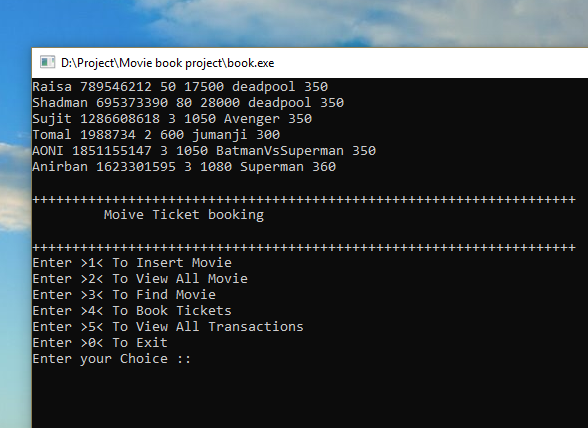 D:\Project\Movie book project\book.exe
Raisa 789546212 50 17500 deadpool 350
Shadman 695373390 80 28000 deadpool 350
Sujit 1286608618 3 1050 Avenger 350
Tomal 1988734 2 600 jumanji 300
AONI 1851155147 3 1050 BatmanVsSuperman 350
Anirban 1623301595 3 1080 Superman 360
++++++++++++++++++++++++++++++++++++++++++++++++++++++++++++++++++++
Moive Ticket booking
++++++++++++++++++++++++++++++++++++++++++++++++++++++++++++++++++++
Enter >1< To Insert Movie
Enter >2< To View All Movie
Enter >3< To Find Movie
Enter >4< To Book Tickets
Enter >5< To View All Transactions
Enter >0< To Exit
Enter your Choice ::